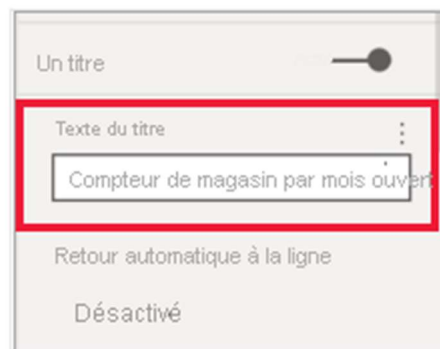 Un titre
Texte du titre
Compteur de magasin par mois ouvert
Retour automatique à la ligne
Désactivé